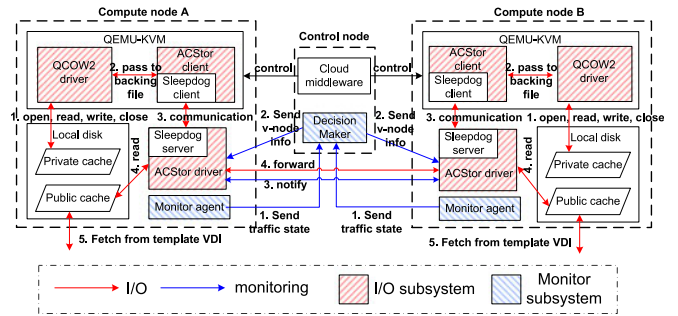 Compute node A
Compute node B
Control node
QEMU-KVM
QEMU-KVM
QCOW2
driver
2. pass to
backing
file
ACStor
client
Sleepdog
client
control
Cloud
middleware
control
ACStor
client
Sleepdog
client
2. pass to
backing
file
QCOW2
driver
1. open, read, write, close
3. communication
2. Send
v-node
info
Decision
Maker
2. Send
v-node
info
3. communication
1. open, read, write, close
Local disk
Private cache
Public cache
4. read
Sleepdog
server
ACStor driver
Monitor agent
4. forward
3. notify
1. Send
traffic state
1. Send
traffic state
Sleepdog
server
ACStor driver
Monitor agent
4. read
Local disk
Private cache
Public cache
5. Fetch from template VDI
5. Fetch from template VDI
I/O
monitoring
I/O subsystem
Monitor
subsystem